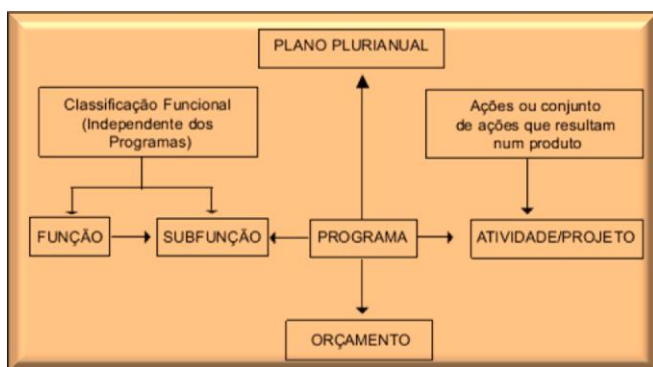 PLANO PLURIANUAL
Classificação Funcional
(Independente dos
Programas)
Ações ou conjunto
de ações que resultam
num produto
FUNÇÃO
SUBFUNÇÃO
PROGRAMA
ATIVIDADE/PROJETO
ORÇAMENTO